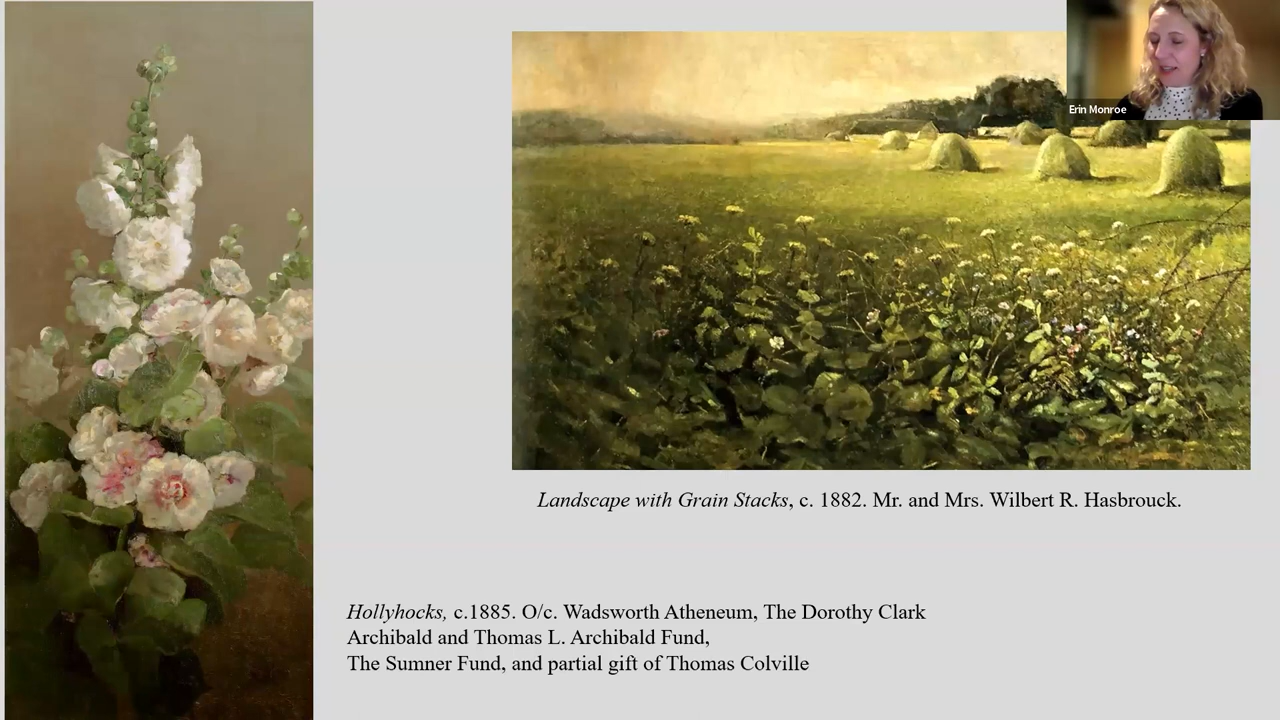 Erin Monroe
Landscape with Grain Stacks, c. 1882. Mr. and Mrs. Wilbert R. Hasbrouck.
Hollyhocks, c.1885. O/c. Wadsworth Atheneum, The Dorothy Clark
Archibald and Thomas L. Archibald Fund,
The Sumner Fund, and partial gift of Thomas Colville